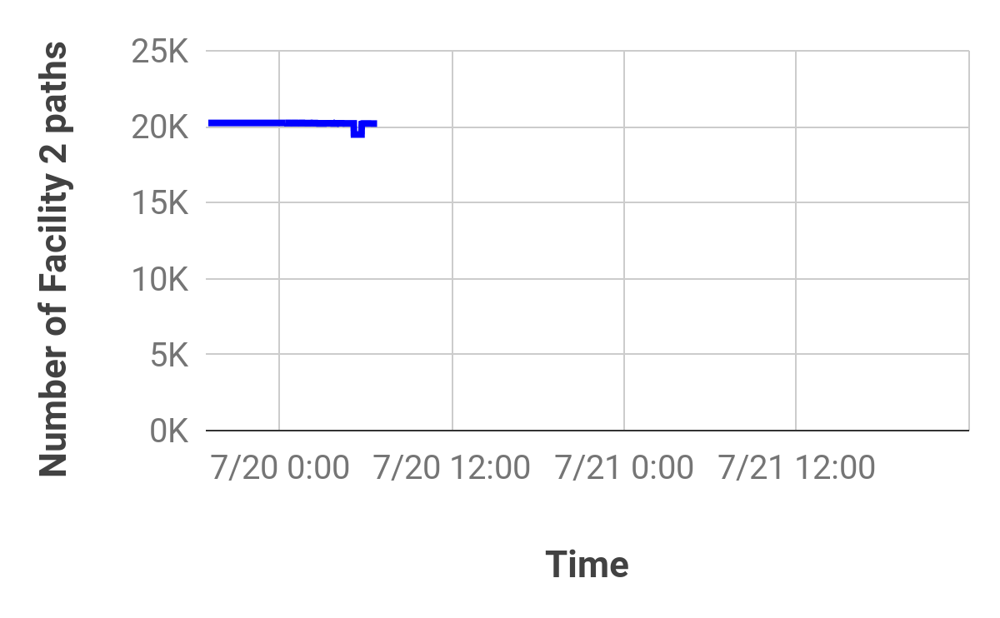 Number of Facility 2 paths
25K
20K
15K
10K
5K
0K
7/20 0:00
7/20 12:00
7/21 0:00
7/21 12:00
Time